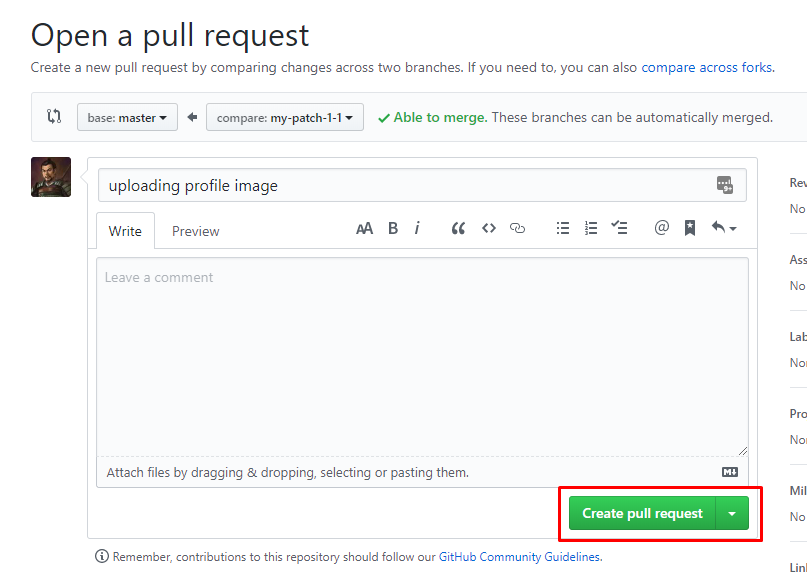 Open a pull request
Create a new pull request by comparing changes across two branches. If you need to, you can also compare across forks.
base: master compare: my-patch-1-1 Able to merge. These branches can be automatically merged.
uploading profile image
Write Preview AA B i @
Leave a comment
Attach files by dragging & dropping, selecting or pasting them.
Create pull request
Remember, contributions to this repository should follow our GitHub Community Guidelines.
Rev
No
Ass
No
Lab
Nor
Pro
Nor
Mil
No
Lin